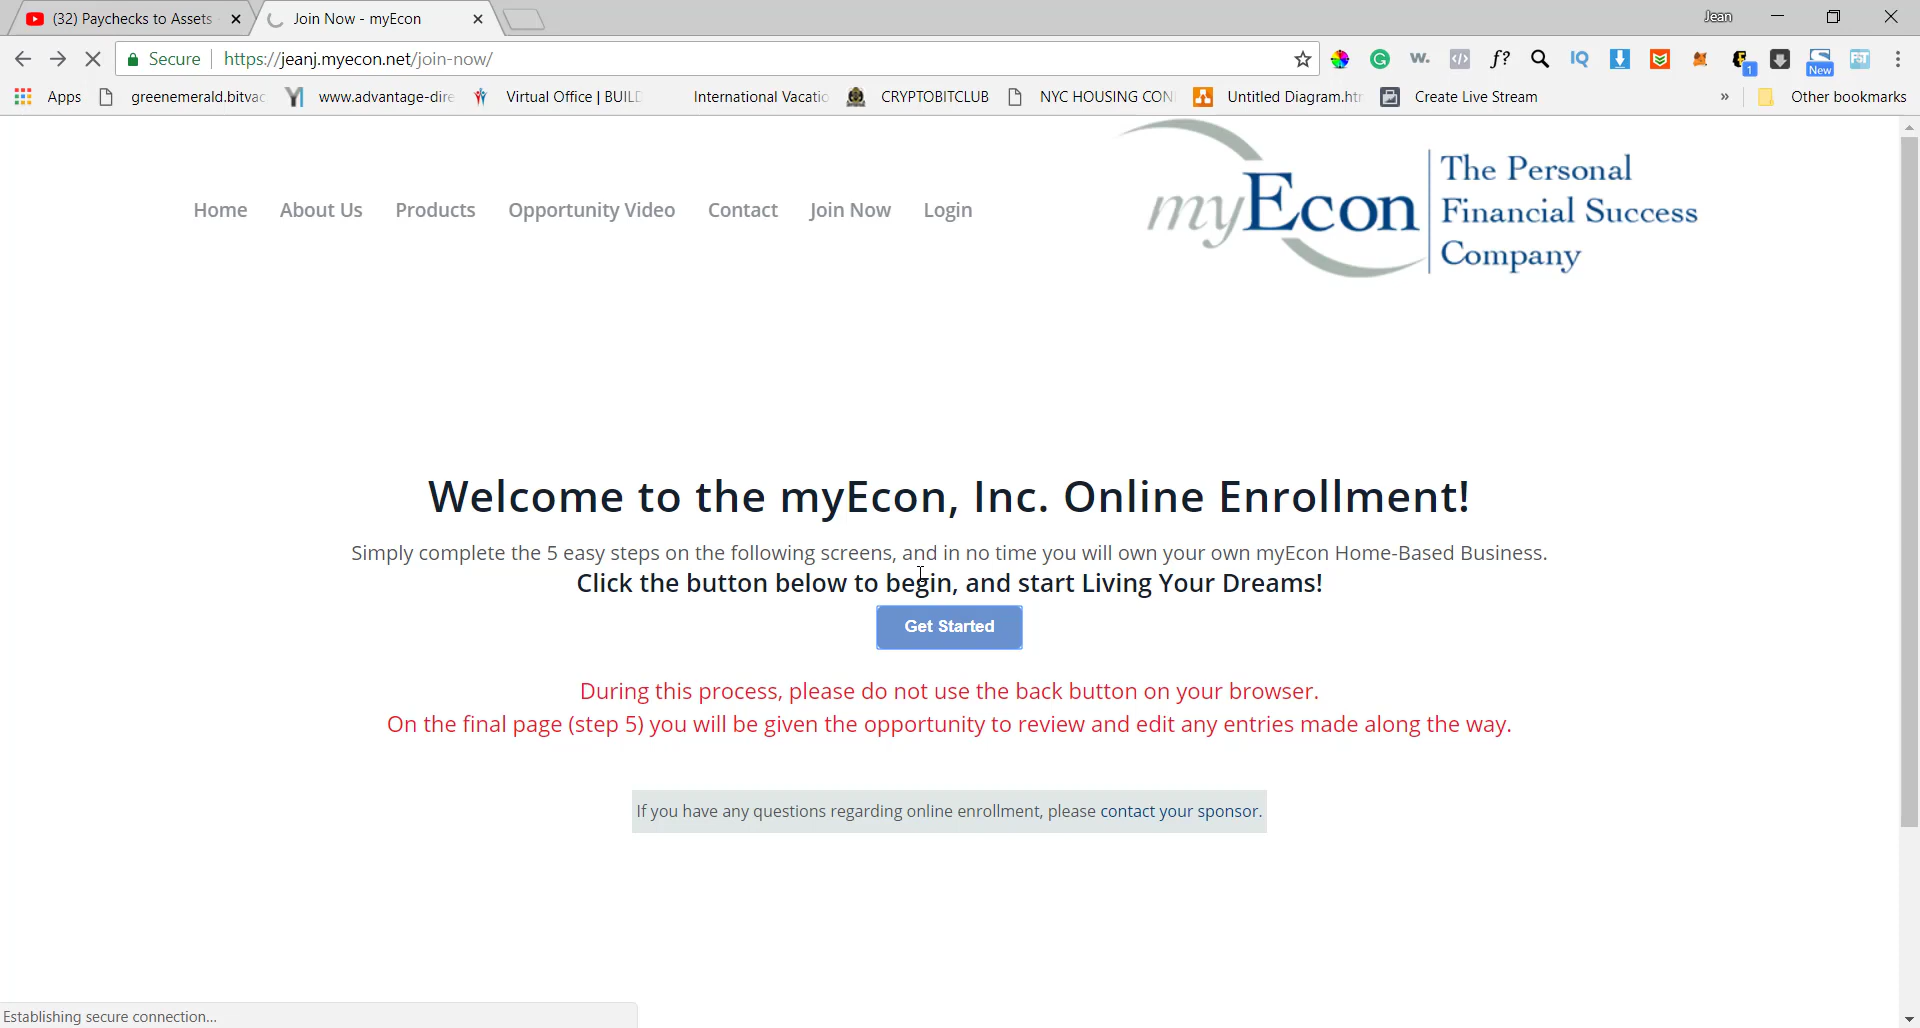 (32) Paychecks to Assets
Join Now - myEcon
Jean
Secure
https://jeanj.myecon.net/join-now/
New
1
Apps
greenemerald.bitvac
www.advantage-dire
Virtual Office | BUILD
International Vacatio
CRYPTOBITCLUB
NYC HOUSING CON
Untitled Diagram.htm
Create Live Stream
»
Other bookmarks
Home
About Us
Products
Opportunity Video
Contact
Join Now
Login
myEcon
The Personal
Financial Success
Company
Welcome to the myEcon, Inc. Online Enrollment!
Simply complete the 5 easy steps on the following screens, and in no time you will own your own myEcon Home-Based Business.
Click the button below to begin, and start Living Your Dreams!
Get Started
During this process, please do not use the back button on your browser.
On the final page (step 5) you will be given the opportunity to review and edit any entries made along the way.
If you have any questions regarding online enrollment, please contact your sponsor.
Establishing secure connection...